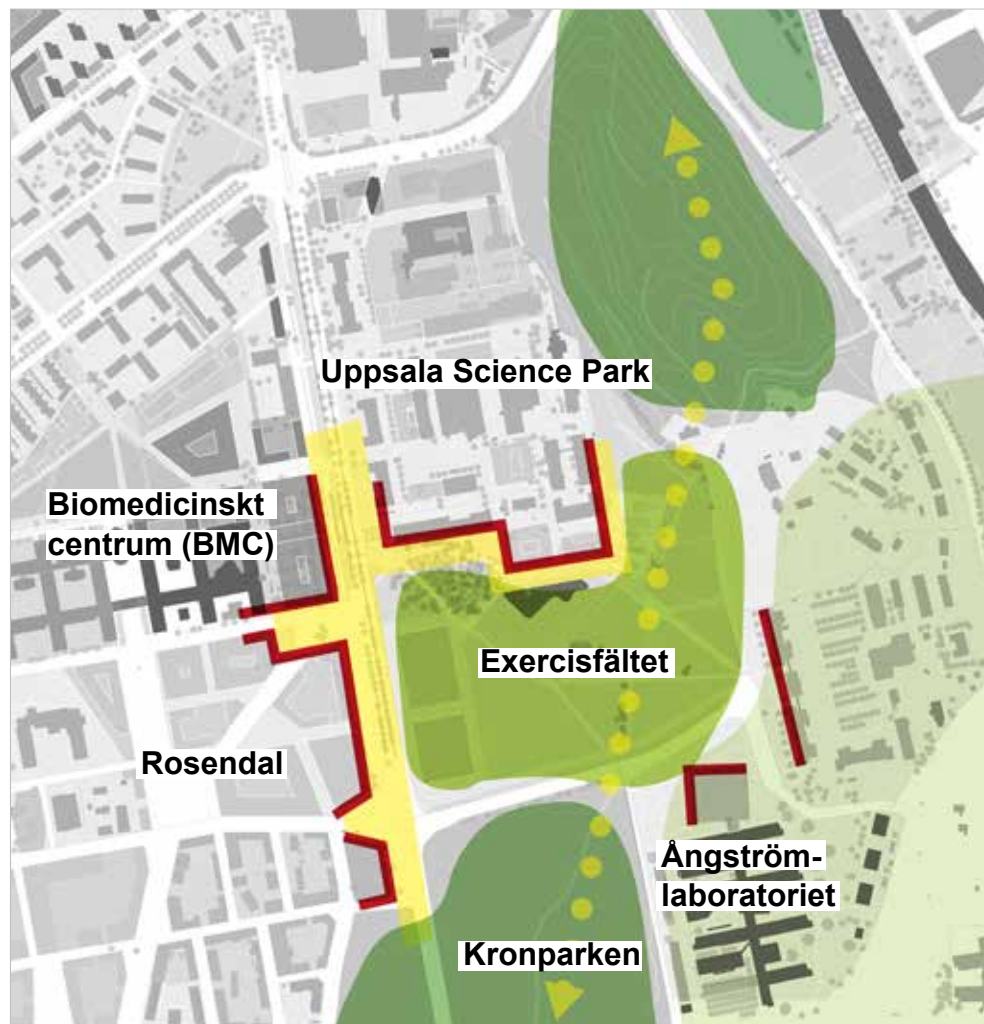 Uppsala Science Park
Biomedicinskt
centrum (BMC)
Exercisfältet
Rosendal
Ångström-
laboratoriet
Kronparken